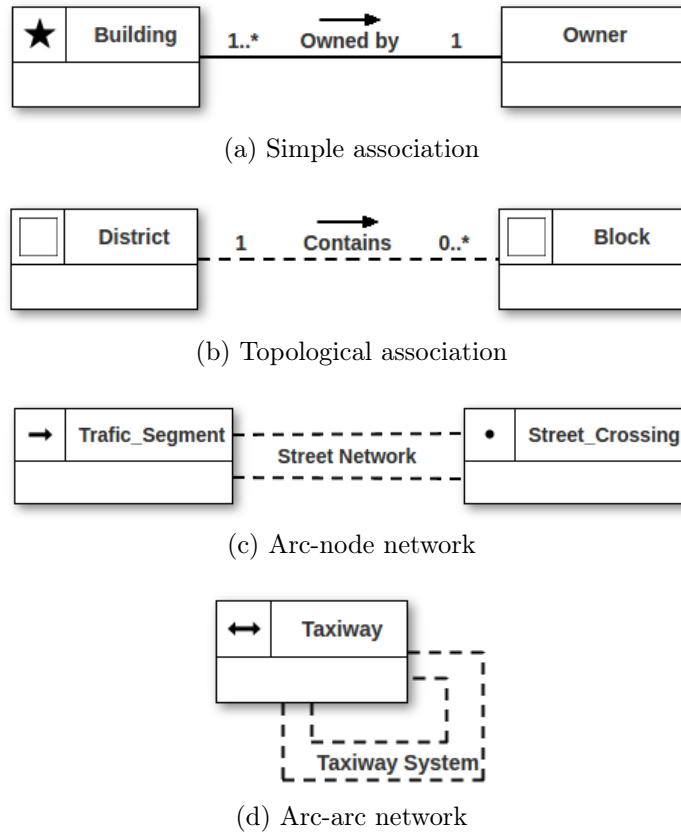 Building 1..* Owned by 1 Owner
(a) Simple association
District 1 Contains 0..* Block
(b) Topological association
Trafic_Segment Street Network Street_Crossing
(c) Arc-node network
Taxiway
Taxiway System
(d) Arc-arc network